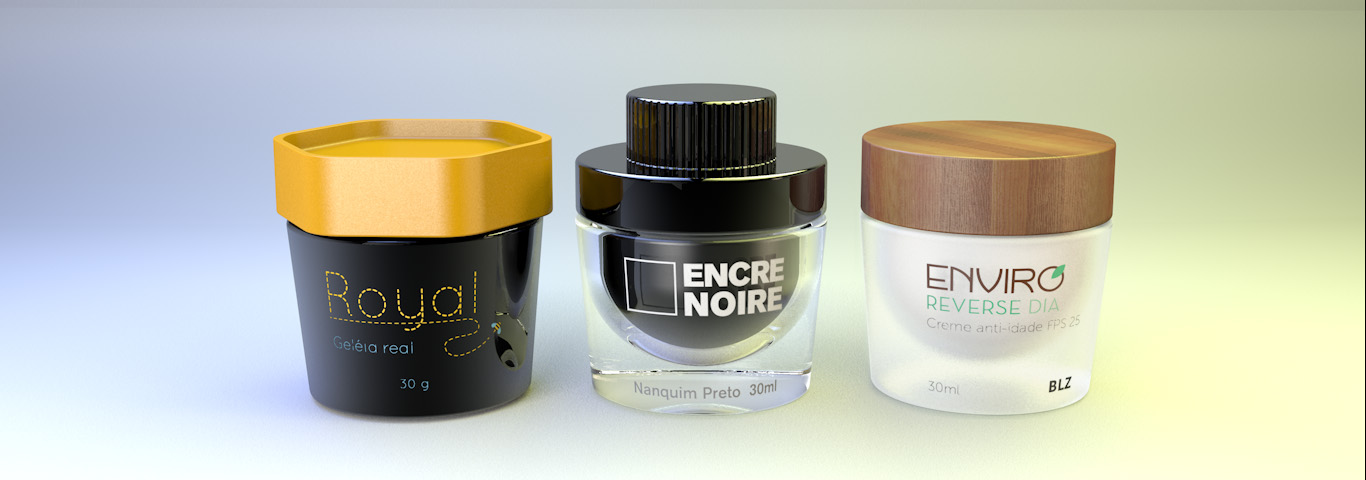 Royal
Geléia real
30 g
ENCRE
NOIRE
Nanquim Preto 30ml
ENVIRO
REVERSE DIA
Creme anti-idade FPS 25
30ml
BLZ